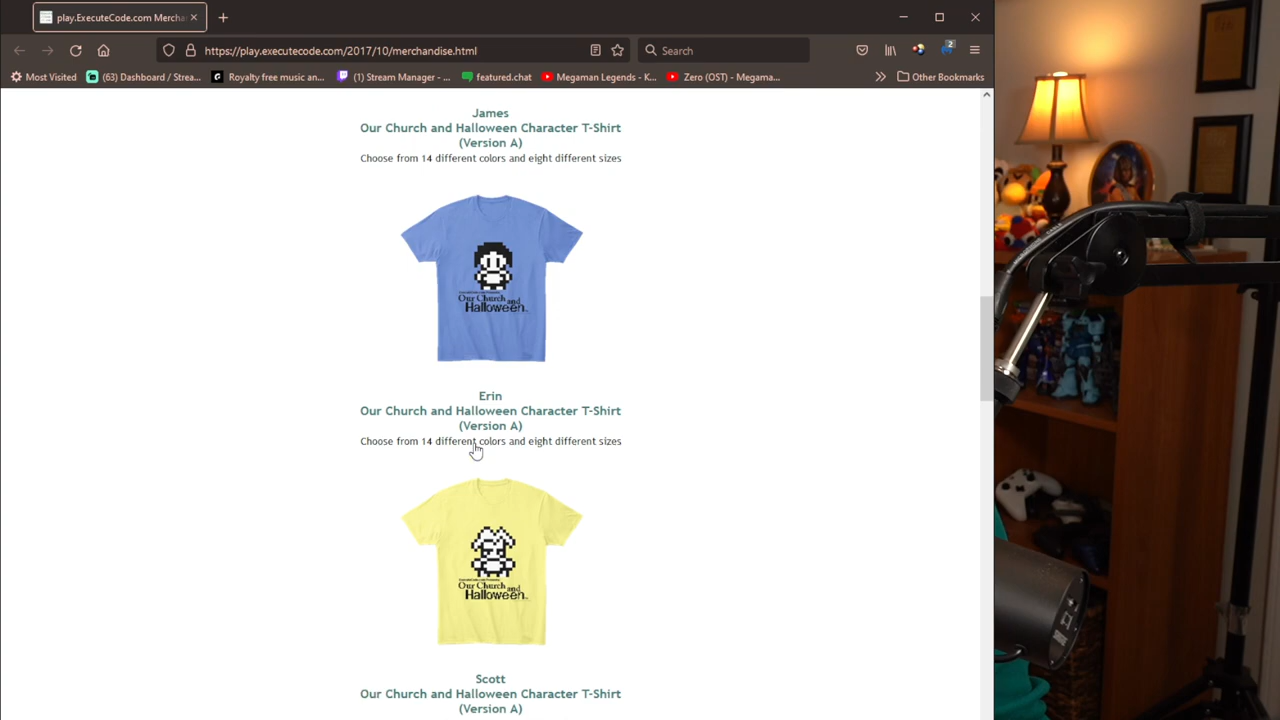 play.ExecuteCode.com Mercha
https://play.executecode.com/2017/10/merchandise.html
Search
2
Most Visited
(63) Dashboard / Strea...
Royalty free music an...
(1) Stream Manager - ...
featured.chat
Megaman Legends - K...
Zero (OST) - Megama...
Other Bookmarks
James
Our Church and Halloween Character T-Shirt
(Version A)
Choose from 14 different colors and eight different sizes
Our Church and
Halloween
Erin
Our Church and Halloween Character T-Shirt
(Version A)
Choose from 14 different colors and eight different sizes
Our Church and
Halloween
Scott
Our Church and Halloween Character T-Shirt
(Version A)